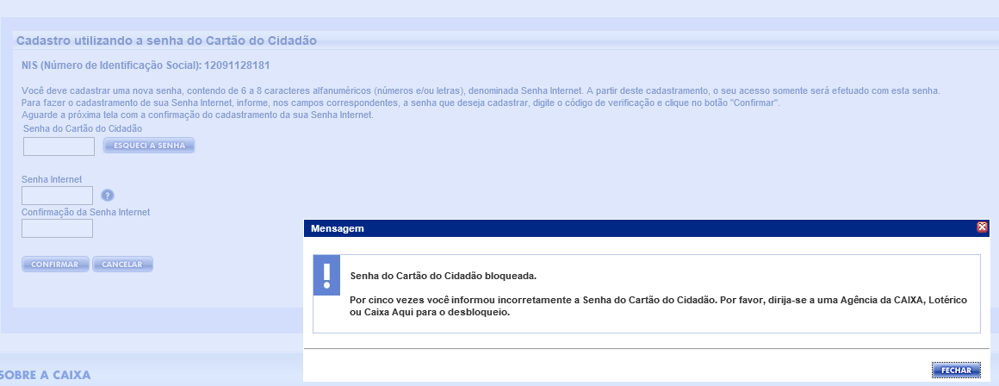 Cadastro utilizando a senha do Cartão do Cidadão
NIS (Número de Identificação Social): 12091128181
Você deve cadastrar uma nova senha, contendo de 6 a 8 caracteres alfanuméricos (números e/ou letras), denominada Senha Internet. A partir deste cadastramento, o seu acesso somente será efetuado com esta senha.
Para fazer o cadastramento de sua Senha Internet, informe, nos campos correspondentes, a senha que deseja cadastrar, digite o código de verificação e clique no botão "Confirmar".
Aguarde a próxima tela com a confirmação do cadastramento da sua Senha Internet.
Senha do Cartão do Cidadão
ESQUECI A SENHA
Senha Internet
?
Confirmação da Senha Internet
CONFIRMAR CANCELAR
Mensagem
!
Senha do Cartão do Cidadão bloqueada.
Por cinco vezes você informou incorretamente a Senha do Cartão do Cidadão. Por favor, dirija-se a uma Agência da CAIXA, Lotérico
ou Caixa Aqui para o desbloqueio.
FECHAR
SOBRE A CAIXA